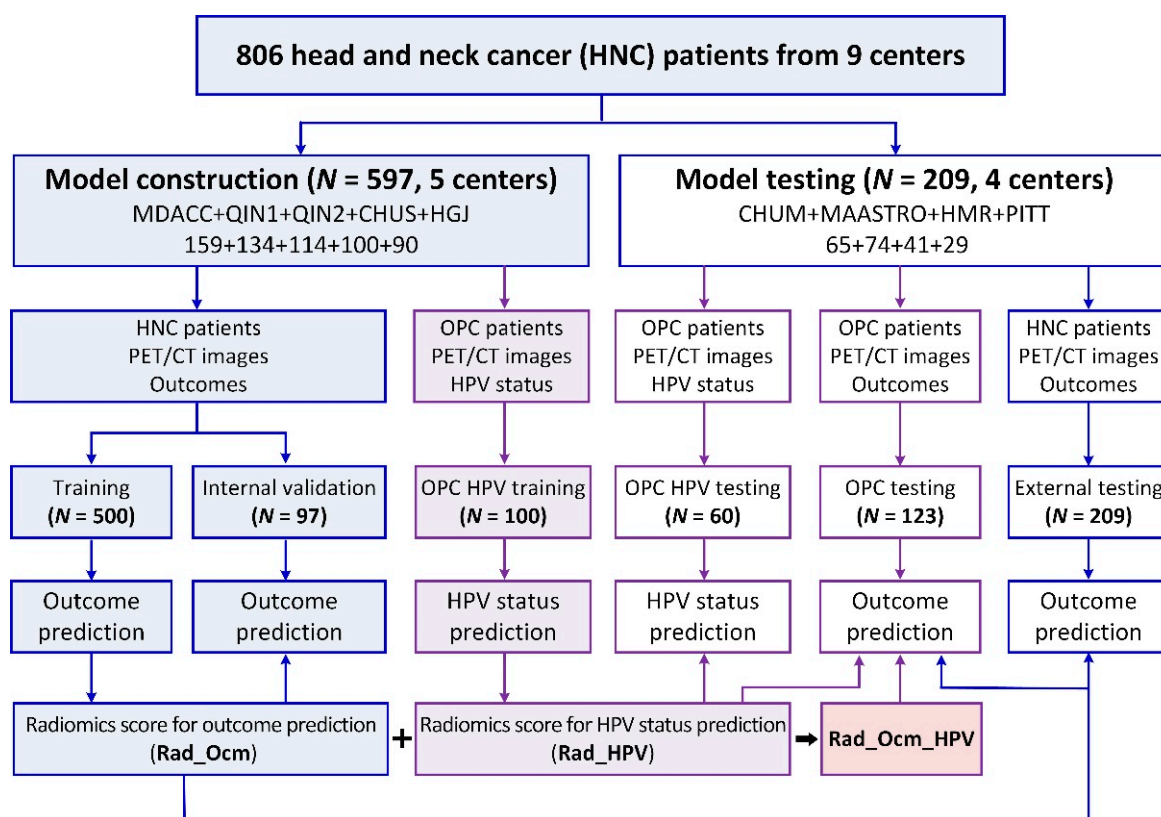 806 head and neck cancer (HNC) patients from 9 centers
Model construction (N = 597, 5 centers)
MDACC+QIN1+QIN2+CHUS+HGJ
159+134+114+100+90
Model testing (N = 209, 4 centers)
CHUM+MAASTRO+HMR+PITT
65+74+41+29
HNC patients
PET/CT images
Outcomes
OPC patients
PET/CT images
HPV status
OPC patients
PET/CT images
HPV status
OPC patients
PET/CT images
Outcomes
HNC patients
PET/CT images
Outcomes
Training
(N = 500)
Internal validation
(N = 97)
OPC HPV training
(N = 100)
OPC HPV testing
(N = 60)
OPC testing
(N = 123)
External testing
(N = 209)
Outcome
prediction
Outcome
prediction
HPV status
prediction
HPV status
prediction
Outcome
prediction
Outcome
prediction
Radiomics score for outcome prediction
(Rad_Ocm)
+
Radiomics score for HPV status prediction
(Rad_HPV)
Rad_Ocm_HPV